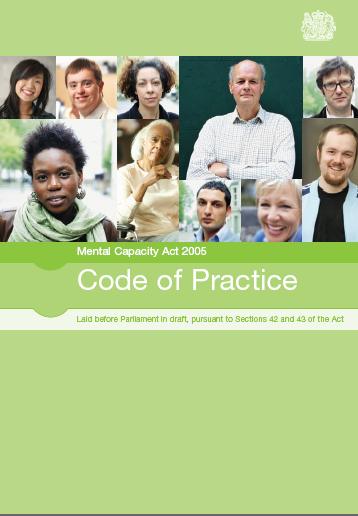 Mental Capacity Act 2005
Code of Practice
Laid before Parliament in draft, pursuant to Sections 42 and 43 of the Act